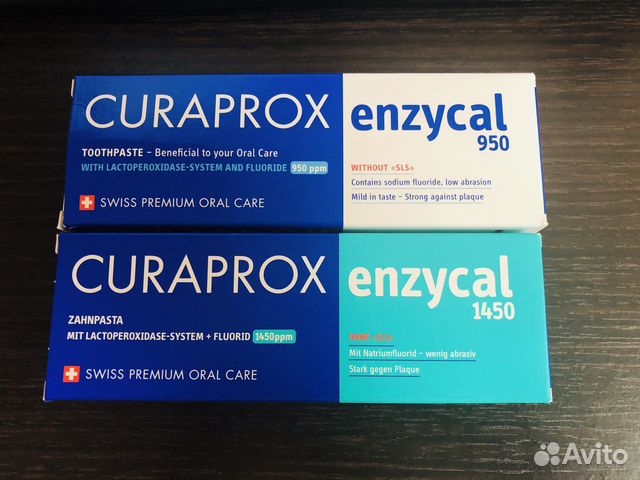 CURAPROX
enzycal
950
TOOTHPASTE – Beneficial to your Oral Care
WITH LACTOPEROXIDASE-SYSTEM AND FLUORIDE 950 ppm
SWISS PREMIUM ORAL CARE
WITHOUT «SLS»
Contains sodium fluoride, low abrasion
Mild in taste – Strong against plaque
CURAPROX
enzycal
1450
ZAHNPASTA
MIT LACTOPEROXIDASE-SYSTEM + FLUORID 1450ppm
SWISS PREMIUM ORAL CARE
OHNE «SLS»
Mit Natriumfluorid – wenig abrasiv
Stark gegen Plaque
Avito